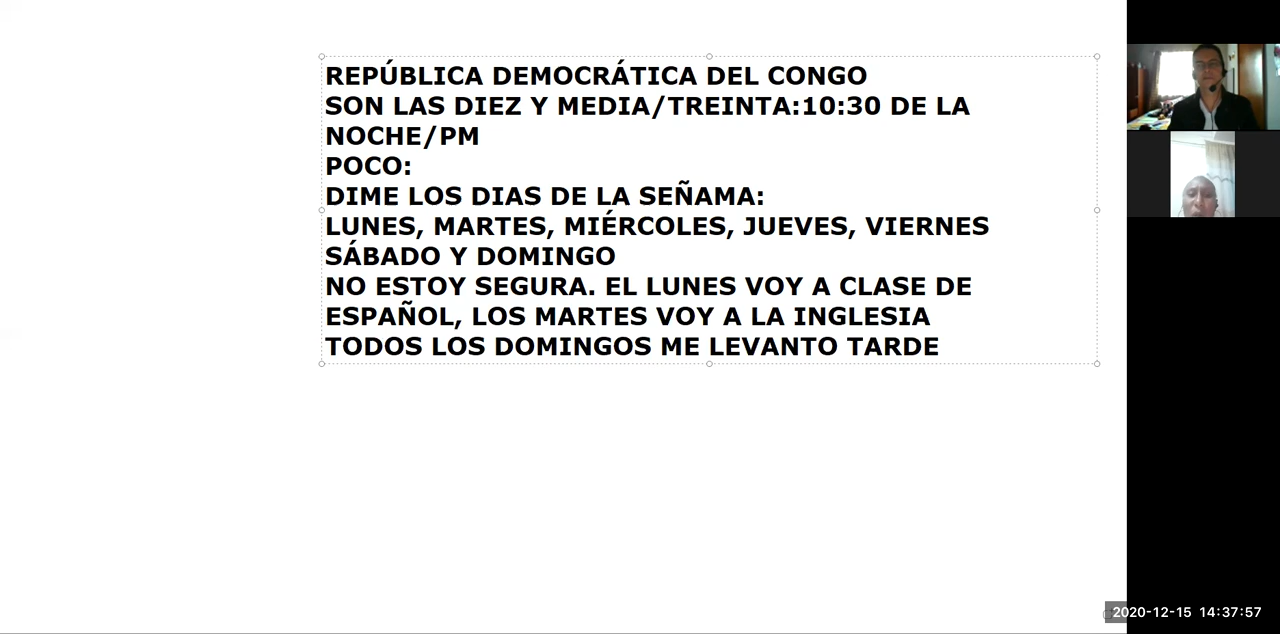 REPÚBLICA DEMOCRÁTICA DEL CONGO
SON LAS DIEZ Y MEDIA/TREINTA:10:30 DE LA
NOCHE/PM
POCO:
DIME LOS DIAS DE LA SEÑAMA:
LUNES, MARTES, MIÉRCOLES, JUEVES, VIERNES
SÁBADO Y DOMINGO
NO ESTOY SEGURA. EL LUNES VOY A CLASE DE
ESPAÑOL, LOS MARTES VOY A LA INGLESIA
TODOS LOS DOMINGOS ME LEVANTO TARDE
2020-12-15 14:37:57